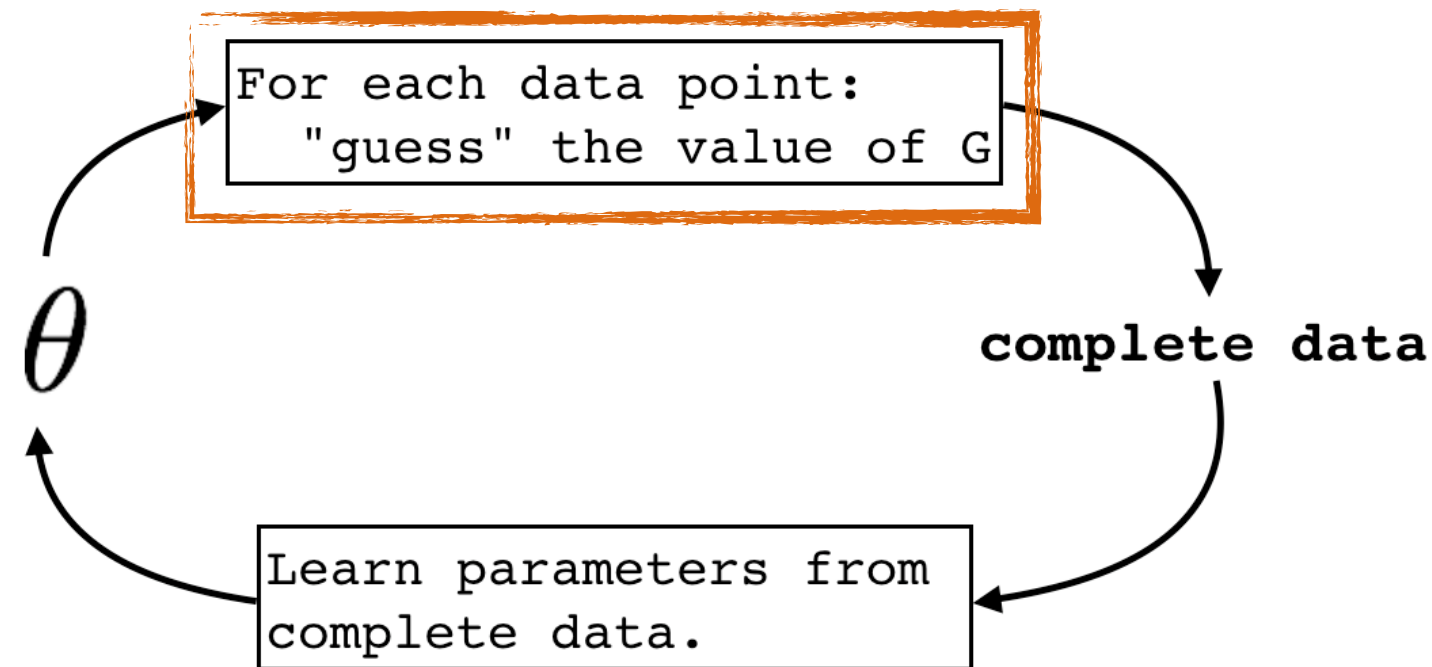 For each data point:
"guess" the value of G
θ
complete data
Learn parameters from
complete data.